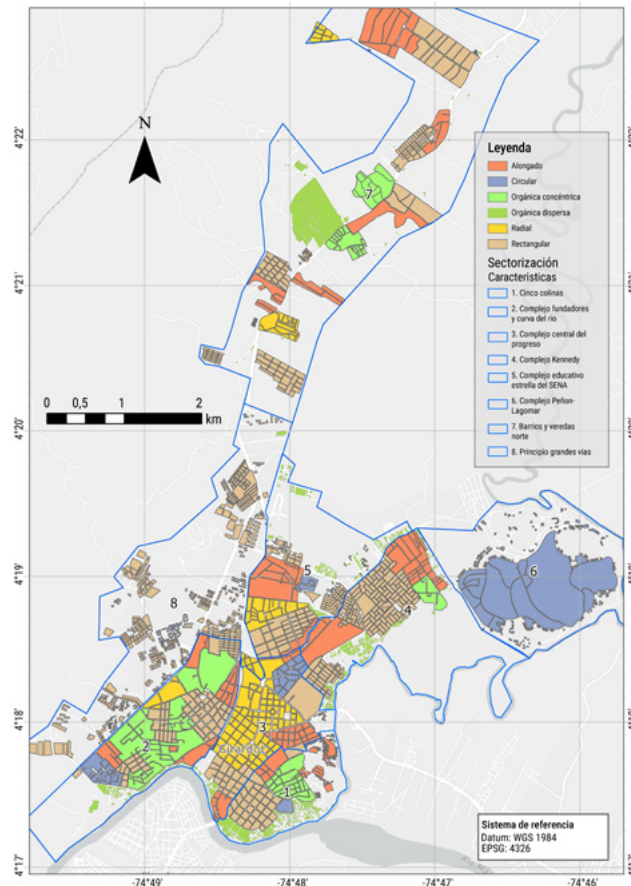 N
0 0,5 1 2
km
Leyenda
Alongado
Circular
Orgánica concéntrica
Orgánica dispersa
Radial
Rectangular
Sectorización
Caracteristicas
1. Cinco colinas
2. Complejo fundadores
y curva del rio
3. Complejo central del
progreso
4. Complejo Kennedy
5. Complejo educativo
estrella del SENA
6. Complejo Peñon-
Lagomar
7. Barrios y veredas
norte
8. Principio grandes vias
7
6
5
4
8
3
2
1
4°22'
4°21'
4°20'
4°19'
4°18'
4°17'
-74°49' -74°48' -74°47' -74°46'
Sistema de referencia
Datum: WGS 1984
EPSG: 4326